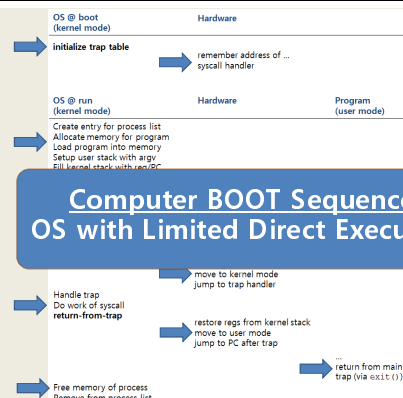 OS @ boot Hardware
(kernel mode)
initialize trap table
remember address of ...
syscall handler
OS @ run Hardware Program
(kernel mode) (user mode)
Create entry for process list
Allocate memory for program
Load program into memory
Setup user stack with argv
Fill kernel stack with reg/PC
Computer BOOT Sequence
OS with Limited Direct Execu
move to kernel mode
jump to trap handler
Handle trap
Do work of syscall
return-from-trap
restore regs from kernel stack
move to user mode
jump to PC after trap
...
return from main
trap (via exit())
Free memory of process
Remove from process list